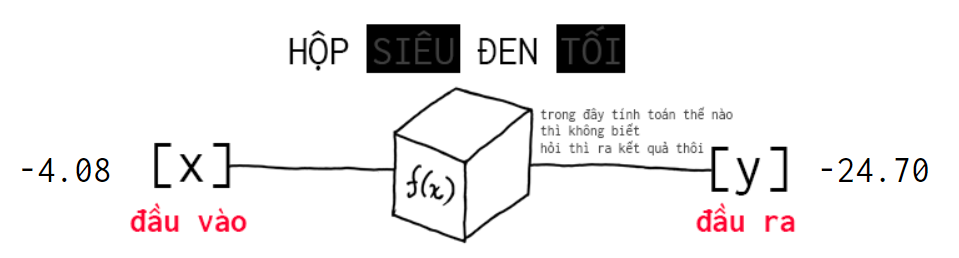 HỘP SIÊU ĐEN TỐI
trong đây tính toán thế nào
thì không biết
hỏi thì ra kết quả thôi
-4.08 [x] f(x) [y] -24.70
đầu vào đầu ra